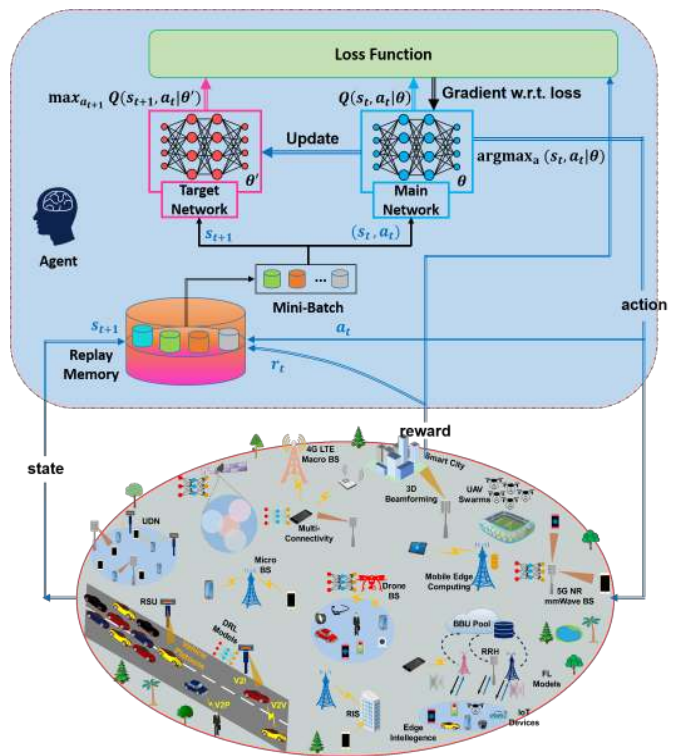 Loss Function
max_{a_{t+1}} Q(s_{t+1}, a_t|θ′)
Q(s_t, a_t|θ)
Gradient w.r.t. loss
Update
argmax_a (s_t, a_t|θ)
θ′
θ
Target
Network
Main
Network
s_{t+1}
(s_t, a_t)
Agent
...
Mini-Batch
action
s_{t+1}
a_t
Replay
Memory
r_t
reward
state
4G LTE
Macro BS
Smart City
3D
Beamforming
UAV
Swarms
UDN
Multi-
Connectivity
Micro
BS
Drone
BS
Mobile Edge
Computing
5G NR
mmWave BS
RSU
DRL
Models
BBU Pool
RRH
FL
Models
V2I
V2V
V2P
RIS
Edge
Intellegence
IoT
Devices